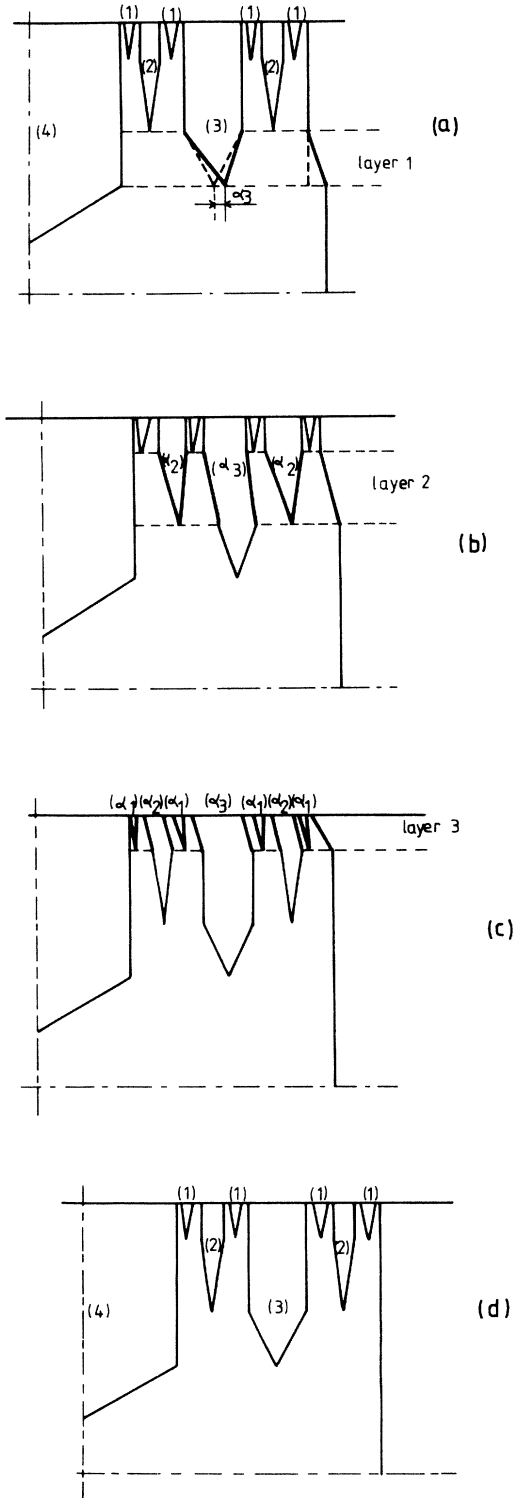 (1) (1) (1) (1)
(2) (2)
(4) (3) (a)
layer 1
α3
(α2) (α3) (α2)
layer 2
(b)
(α1)(α2)(α1) (α3) (α1)(α2)(α1)
layer 3
(c)
(1) (1) (1) (1)
(2) (2)
(4) (3) (d)